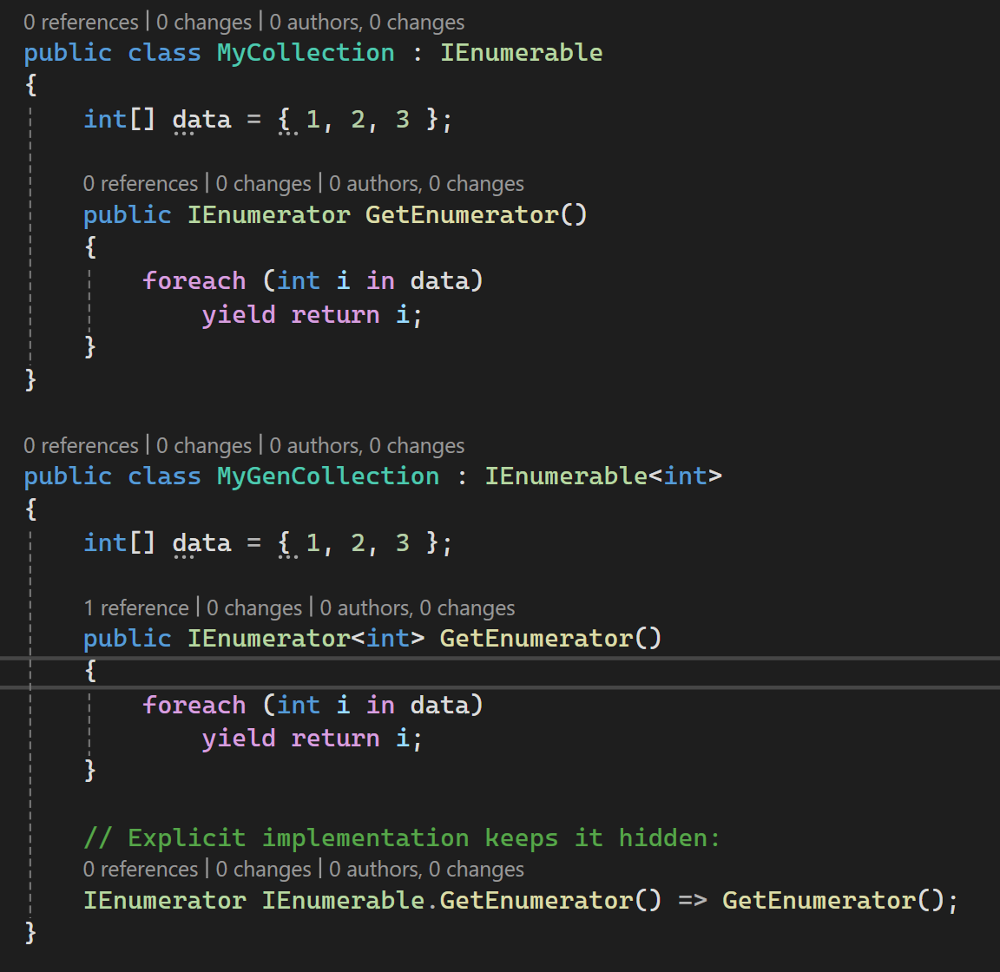 0 references | 0 changes | 0 authors, 0 changes
public class MyCollection : IEnumerable
{
int[] data = { 1, 2, 3 };
0 references | 0 changes | 0 authors, 0 changes
public IEnumerator GetEnumerator()
{
foreach (int i in data)
yield return i;
}
}
0 references | 0 changes | 0 authors, 0 changes
public class MyGenCollection : IEnumerable<int>
{
int[] data = { 1, 2, 3 };
1 reference | 0 changes | 0 authors, 0 changes
public IEnumerator<int> GetEnumerator()
{
foreach (int i in data)
yield return i;
}
// Explicit implementation keeps it hidden:
0 references | 0 changes | 0 authors, 0 changes
IEnumerator IEnumerable.GetEnumerator() => GetEnumerator();
}